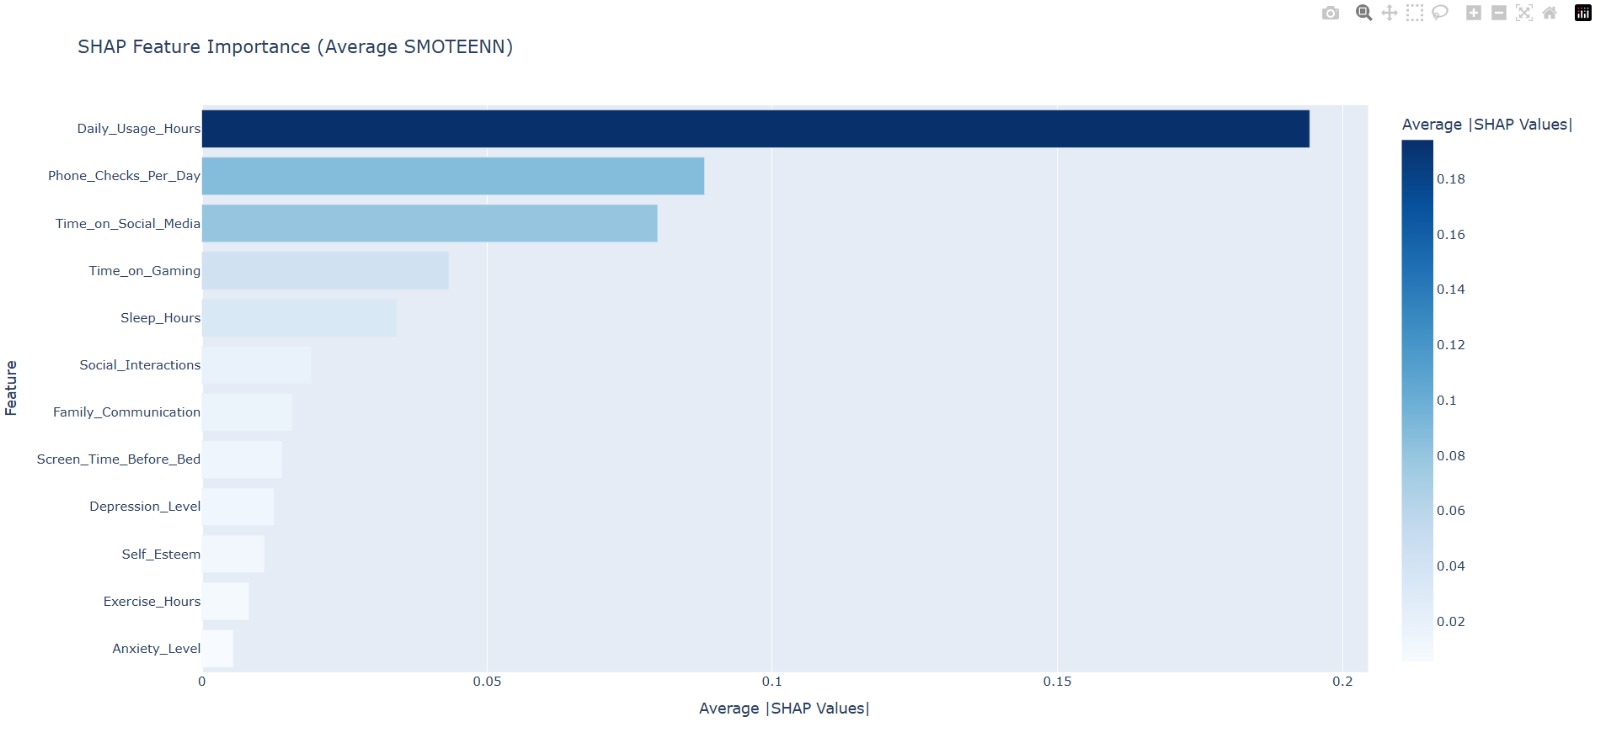 SHAP Feature Importance (Average SMOTEENN)
Average |SHAP Values|
Daily_Usage_Hours
Phone_Checks_Per_Day
Time_on_Social_Media
Time_on_Gaming
Sleep_Hours
Social_Interactions
Family_Communication
Screen_Time_Before_Bed
Depression_Level
Self_Esteem
Exercise_Hours
Anxiety_Level
Feature
0.18
0.16
0.14
0.12
0.1
0.08
0.06
0.04
0.02
0 0.05 0.1 0.15 0.2
Average |SHAP Values|